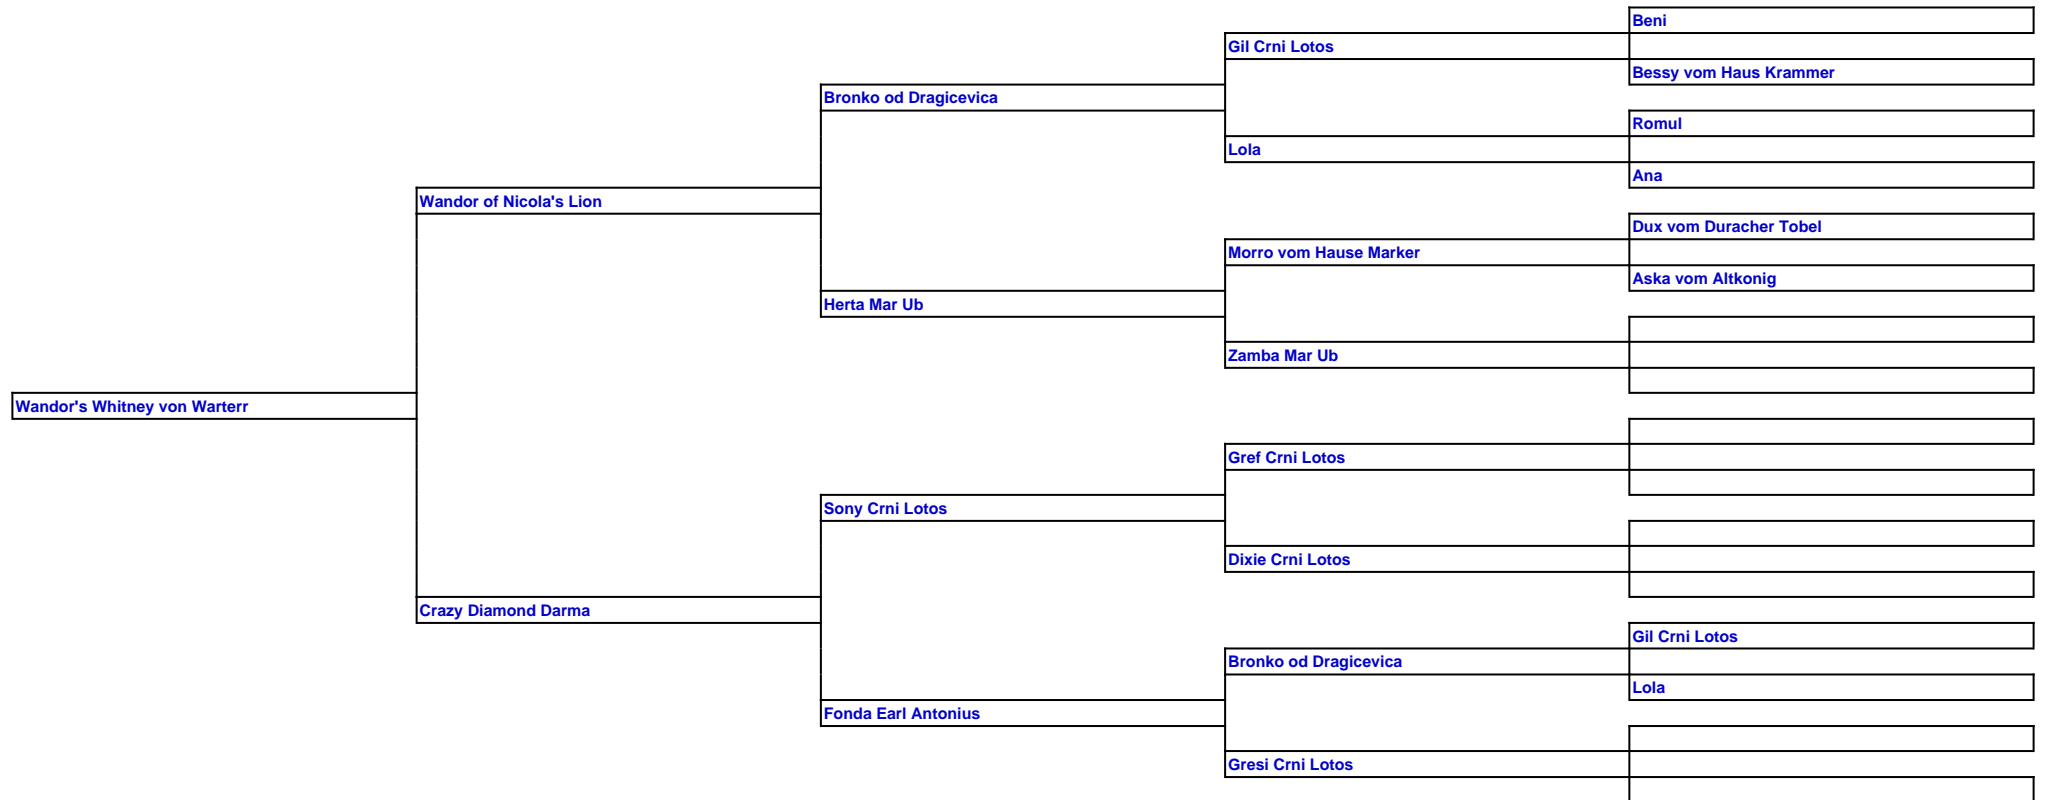 Beni
Gil Crni Lotos
Bessy vom Haus Krammer
Bronko od Dragicevica
Romul
Lola
Ana
Wandor of Nicola's Lion
Dux vom Duracher Tobel
Morro vom Hause Marker
Aska vom Altkonig
Herta Mar Ub
Zamba Mar Ub
Wandor's Whitney von Warterr
Gref Crni Lotos
Sony Crni Lotos
Dixie Crni Lotos
Crazy Diamond Darma
Gil Crni Lotos
Bronko od Dragicevica
Lola
Fonda Earl Antonius
Gresi Crni Lotos